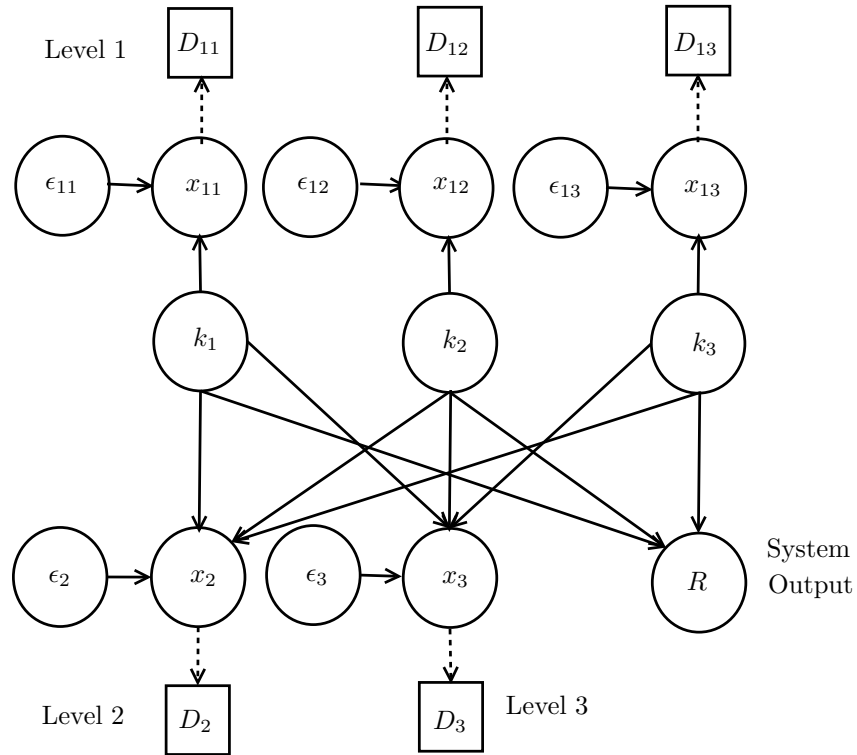 Level 1
D₁₁
D₁₂
D₁₃
ϵ₁₁
x₁₁
ϵ₁₂
x₁₂
ϵ₁₃
x₁₃
k₁
k₂
k₃
ϵ₂
x₂
ϵ₃
x₃
R
System
Output
Level 2
D₂
D₃
Level 3